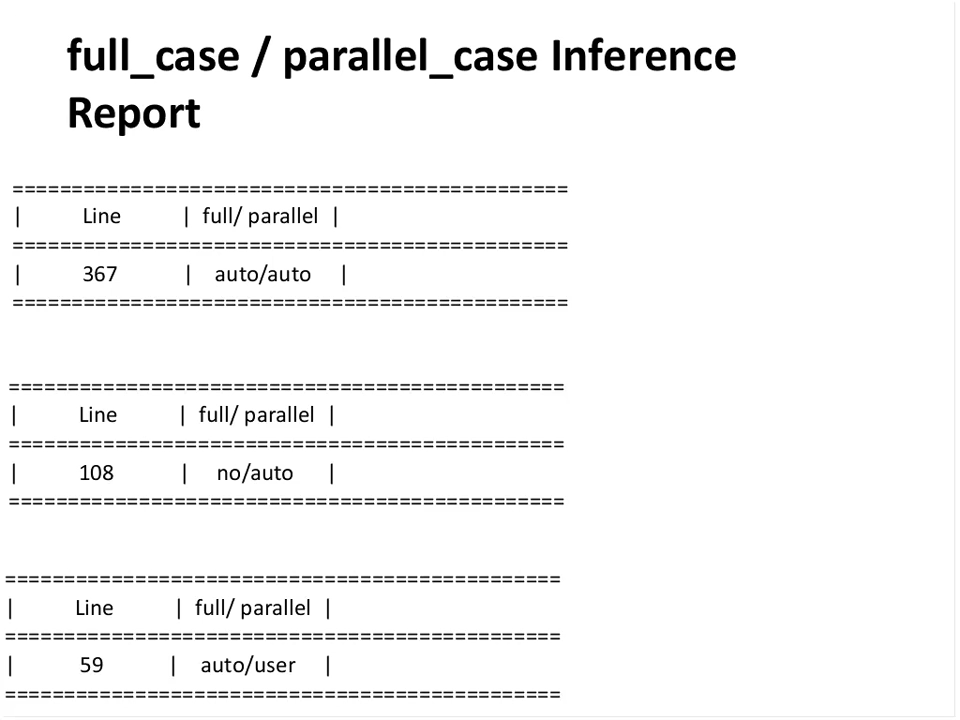 full_case / parallel_case Inference
Report
===============================================
| Line | full/ parallel |
===============================================
| 367 | auto/auto |
===============================================
===============================================
| Line | full/ parallel |
===============================================
| 108 | no/auto |
===============================================
===============================================
| Line | full/ parallel |
===============================================
| 59 | auto/user |
===============================================